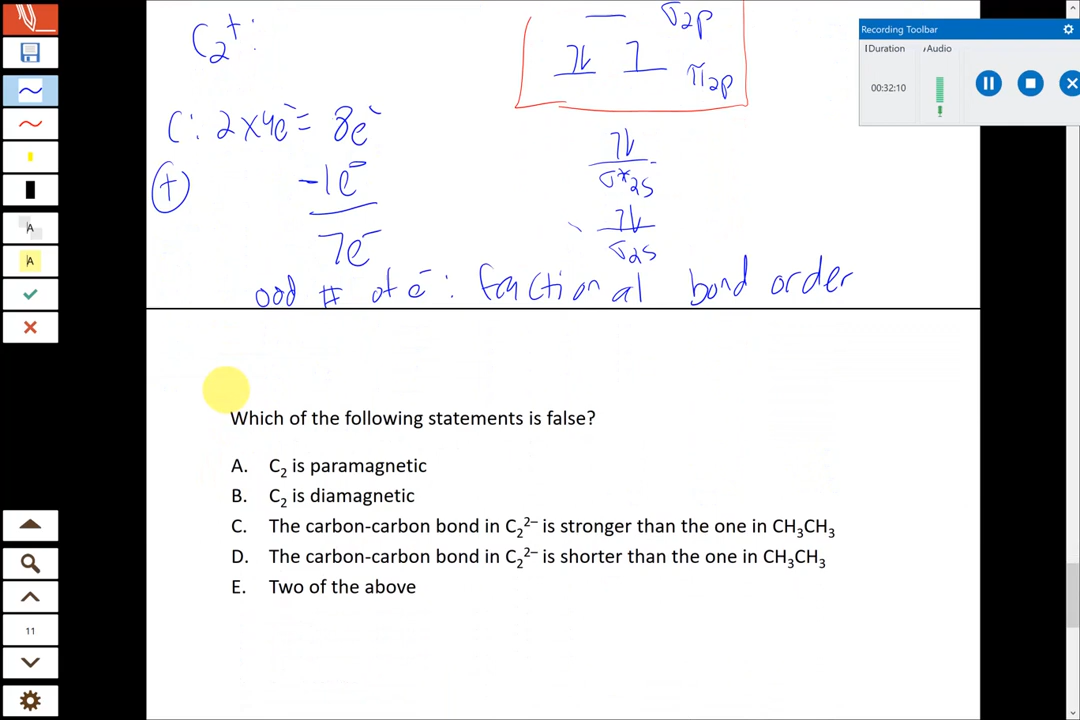 C₂⁺:
σ2p
π2p
C: 2×4e⁻ = 8e⁻
+ -1e⁻
7e⁻
σ*2s
σ2s
odd # of e⁻: fractional bond order
Recording Toolbar
Duration
Audio
00:32:10
A
A
11
Which of the following statements is false?
A. C₂ is paramagnetic
B. C₂ is diamagnetic
C. The carbon-carbon bond in C₂²⁻ is stronger than the one in CH₃CH₃
D. The carbon-carbon bond in C₂²⁻ is shorter than the one in CH₃CH₃
E. Two of the above